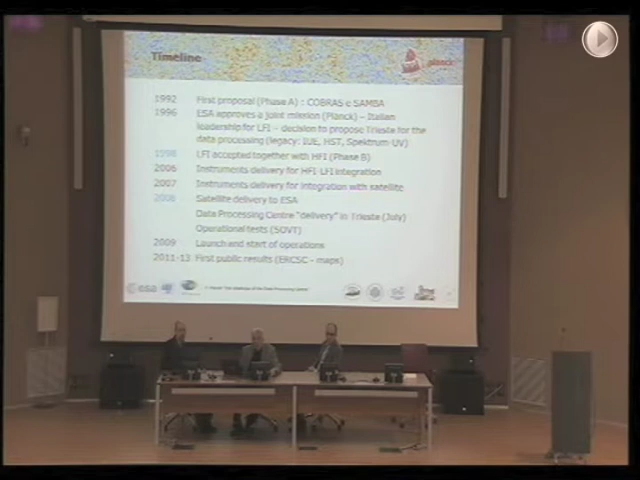 Timeline
planck
1992 First proposal (Phase A) : COBRAS e SAMBA
1996 ESA approves a joint mission (Planck) – Italian
leadership for LFI – decision to propose Trieste for the
data processing (legacy: IUE, HST, Spektrum-UV)
1998 LFI accepted together with HFI (Phase B)
2006 Instruments delivery for HFI-LFI integration
2007 Instruments delivery for integration with satellite
2008 Satellite delivery to ESA
Data Processing Centre "delivery" in Trieste (July)
Operational tests (SOVT)
2009 Launch and start of operations
2011-13 First public results (ERCSC – maps)
esa